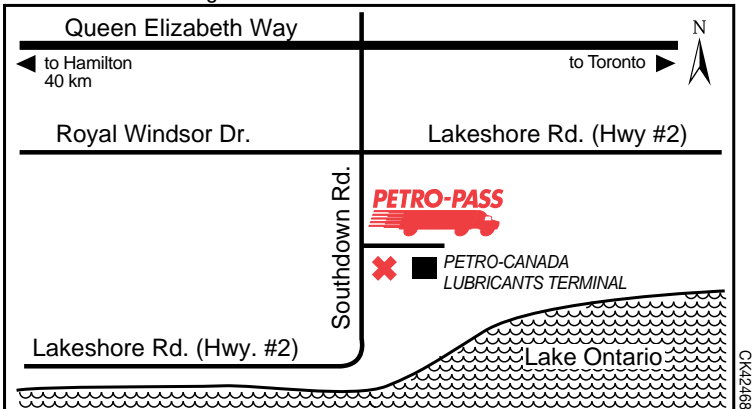 Queen Elizabeth Way
N
to Hamilton
40 km
to Toronto
Royal Windsor Dr.
Lakeshore Rd. (Hwy #2)
Southdown Rd.
PETRO-PASS
PETRO-CANADA
LUBRICANTS TERMINAL
Lakeshore Rd. (Hwy. #2)
Lake Ontario